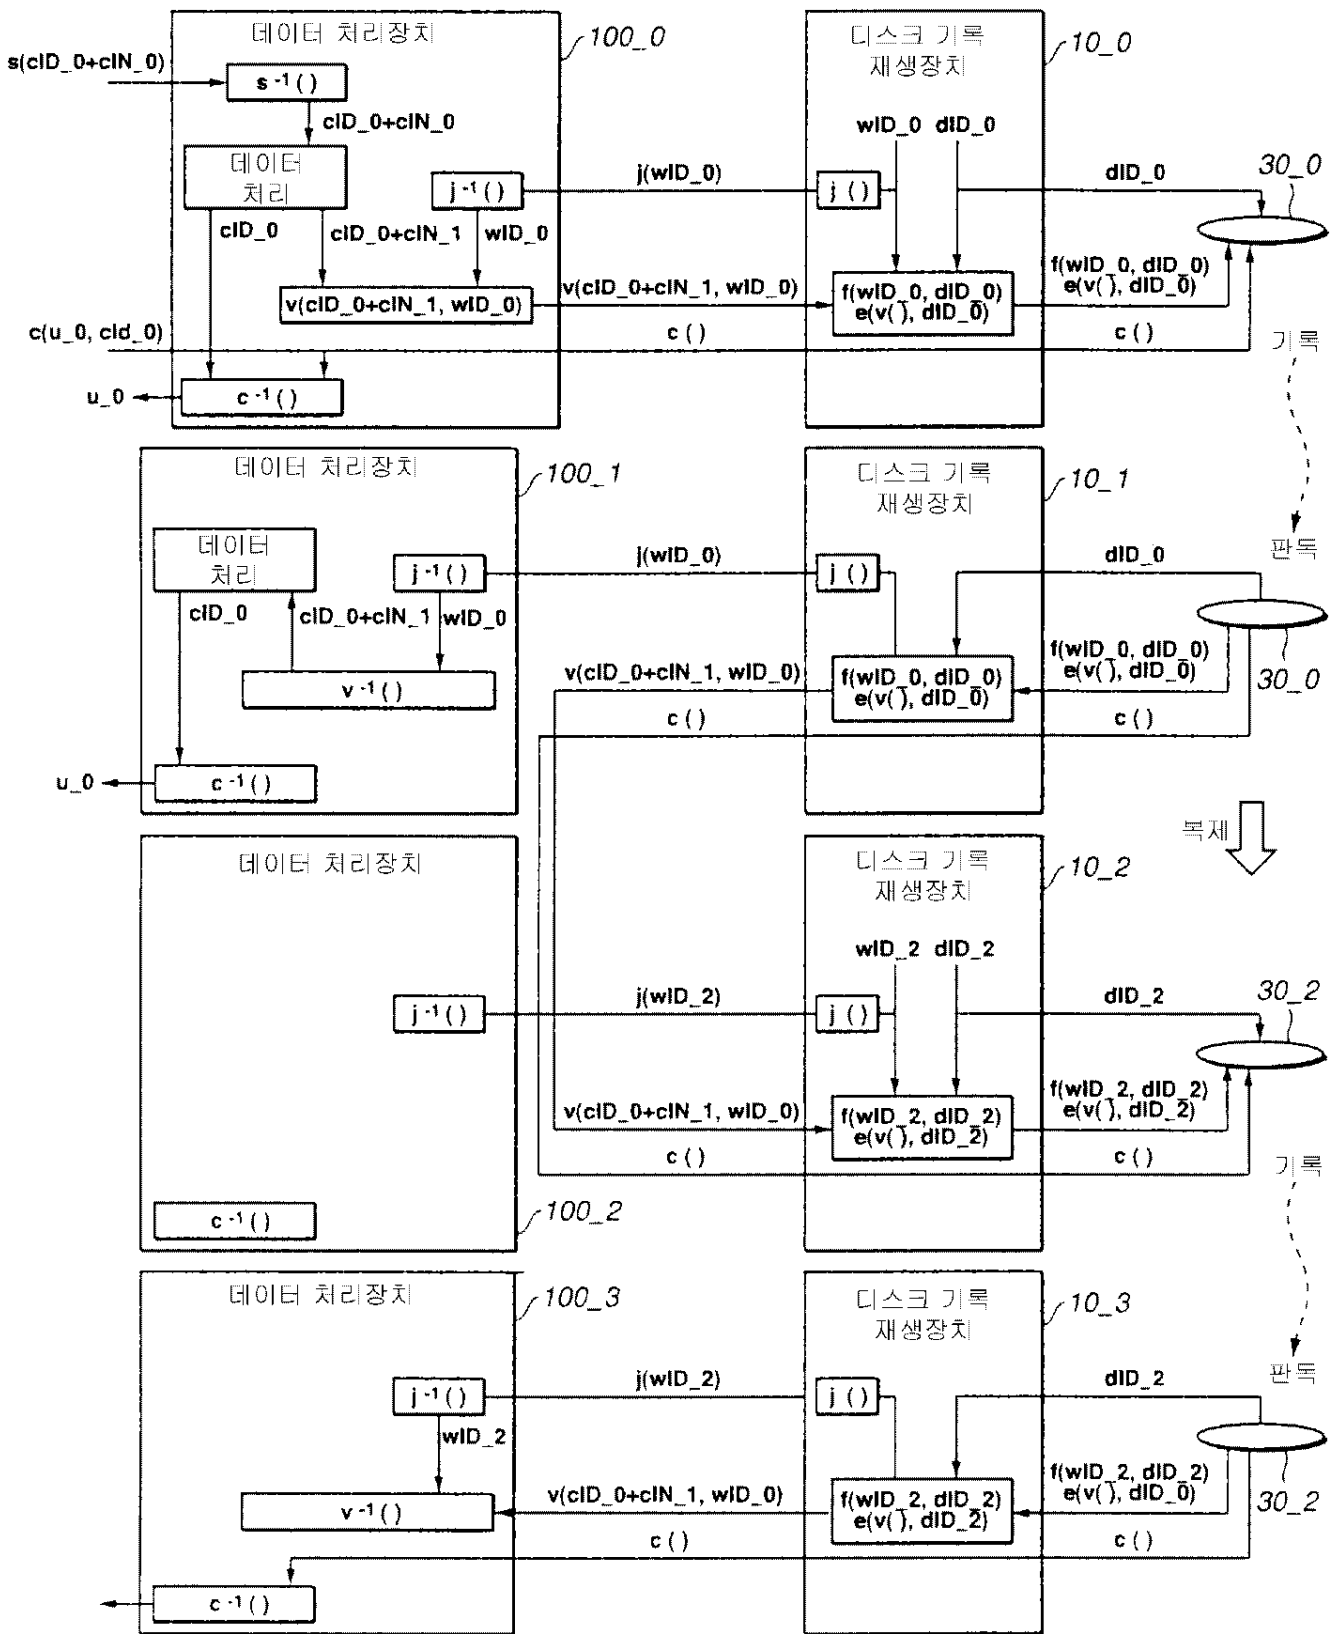 데이터 처리장치
100_0
디스크 기록
재생장치
10_0
s(cID_0+cIN_0)
s -1 ( )
cID_0+cIN_0
wID_0 dID_0
데이터
처리
j -1 ( )
j(wID_0)
j ( )
dID_0
30_0
cID_0
cID_0+cIN_1
wID_0
v(cID_0+cIN_1, wID_0)
v(cID_0+cIN_1, wID_0)
f(wID_0, dID_0)
e(v( ), dID_0)
f(wID_0, dID_0)
e(v( ), dID_0)
c(u_0, cId_0)
c ( )
c ( )
기록
u_0
c -1 ( )
데이터 처리장치
100_1
디스크 기록
재생장치
10_1
판독
데이터
처리
j -1 ( )
j(wID_0)
j ( )
dID_0
cID_0
cID_0+cIN_1
wID_0
v -1 ( )
v(cID_0+cIN_1, wID_0)
f(wID_0, dID_0)
e(v( ), dID_0)
f(wID_0, dID_0)
e(v( ), dID_0)
30_0
c ( )
c ( )
u_0
c -1 ( )
복제
데이터 처리장치
디스크 기록
재생장치
10_2
wID_2 dID_2
j -1 ( )
j(wID_2)
j ( )
dID_2
30_2
v(cID_0+cIN_1, wID_0)
f(wID_2, dID_2)
e(v( ), dID_2)
f(wID_2, dID_2)
e(v( ), dID_2)
c ( )
c ( )
기록
c -1 ( )
100_2
데이터 처리장치
100_3
디스크 기록
재생장치
10_3
판독
j -1 ( )
j(wID_2)
j ( )
dID_2
wID_2
v -1 ( )
v(cID_0+cIN_1, wID_0)
f(wID_2, dID_2)
e(v( ), dID_2)
f(wID_2, dID_2)
e(v( ), dID_0)
30_2
c ( )
c ( )
c -1 ( )